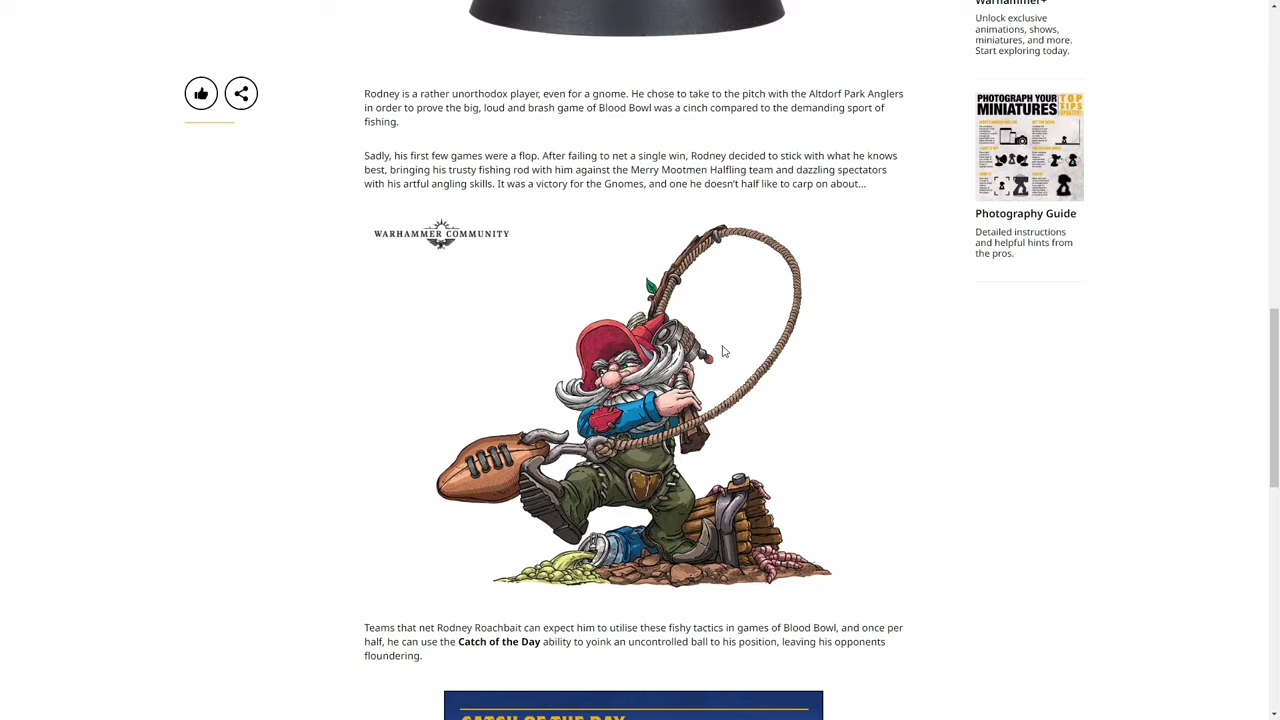 Warhammer+
Unlock exclusive
animations, shows,
miniatures, and more.
Start exploring today.
Rodney is a rather unorthodox player, even for a gnome. He chose to take to the pitch with the Altdorf Park Anglers
in order to prove the big, loud and brash game of Blood Bowl was a cinch compared to the demanding sport of
fishing.
Sadly, his first few games were a flop. After failing to net a single win, Rodney decided to stick with what he knows
best, bringing his trusty fishing rod with him against the Merry Mootmen Halfling team and dazzling spectators
with his artful angling skills. It was a victory for the Gnomes, and one he doesn't half like to carp on about...
PHOTOGRAPH YOUR
MINIATURES
TOP
TIPS
Photography Guide
Detailed instructions
and helpful hints from
the pros.
WARHAMMER COMMUNITY
Teams that net Rodney Roachbait can expect him to utilise these fishy tactics in games of Blood Bowl, and once per
half, he can use the Catch of the Day ability to yoink an uncontrolled ball to his position, leaving his opponents
floundering.
CATCH OF THE DAY